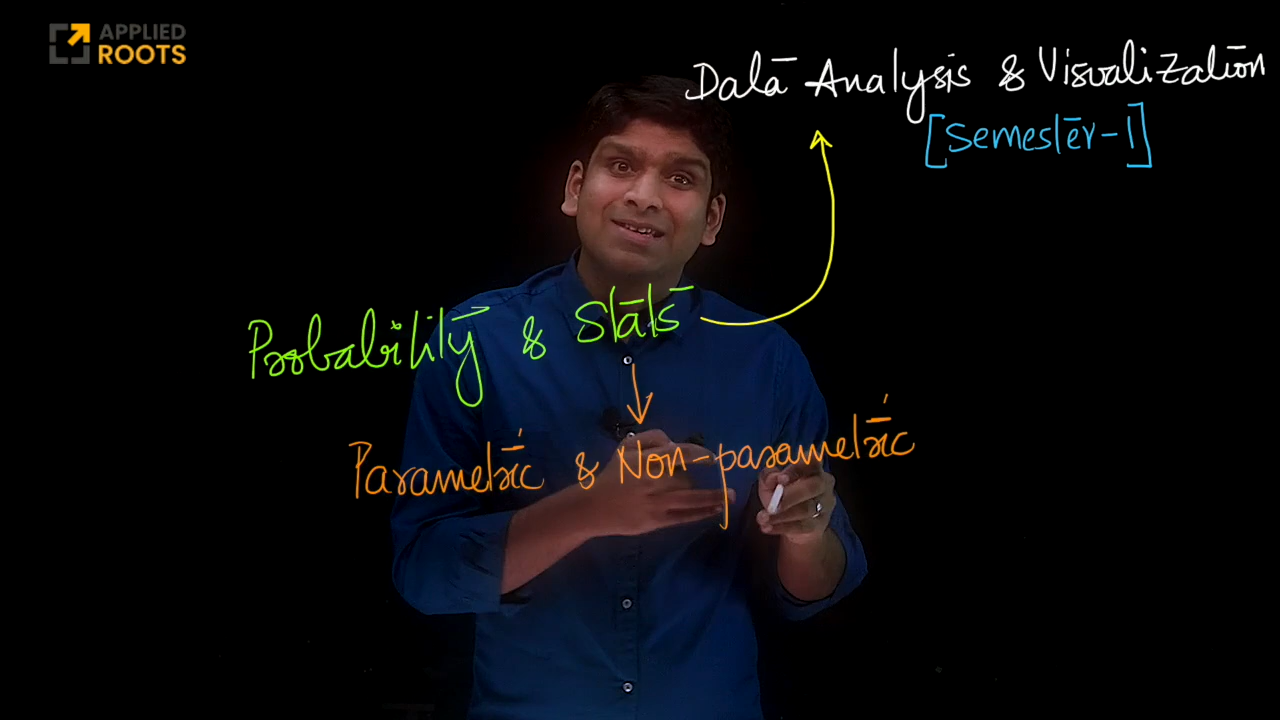 APPLIED
ROOTS
Data Analysis & Visualization
[Semester-1]
Probability & Stats
Parametric & Non-parametric